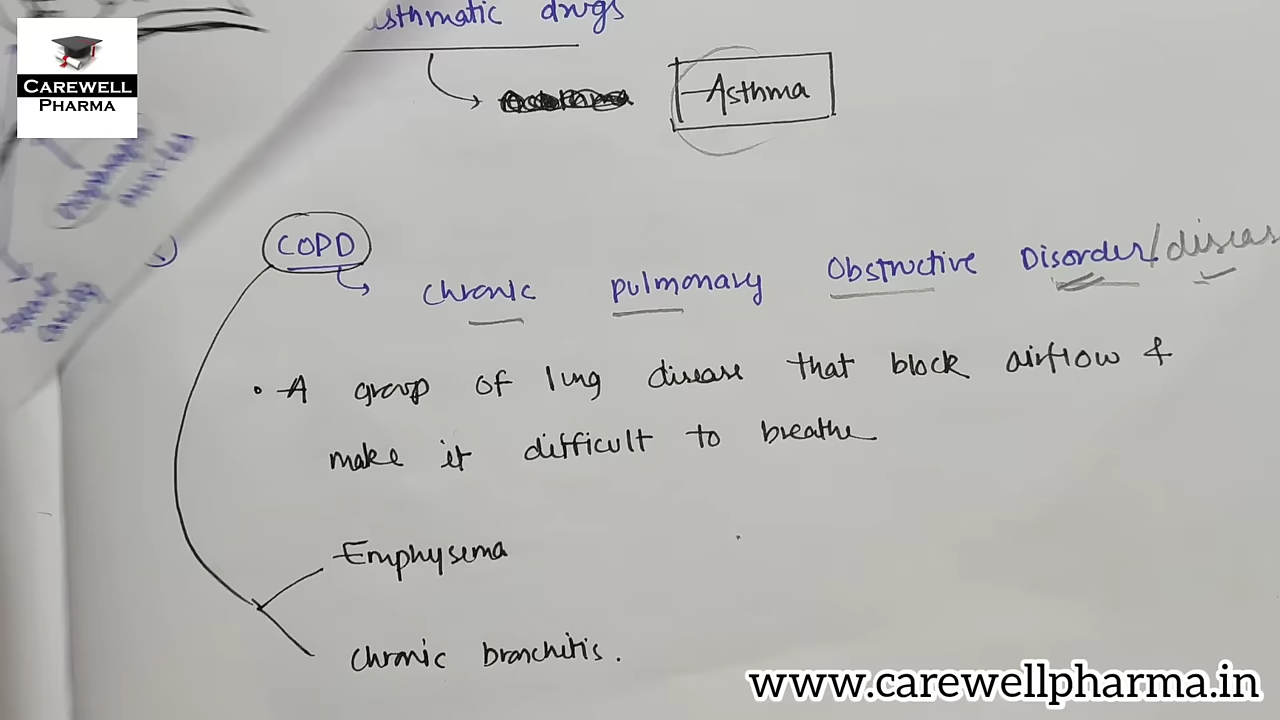 CAREWELL
PHARMA
asthmatic drugs
Asthma
COPD
Chronic pulmonary Obstructive Disorder/diseas
• A group of lung disease that block airflow &
make it difficult to breathe
Emphysema
Chronic bronchitis.
www.carewellpharma.in